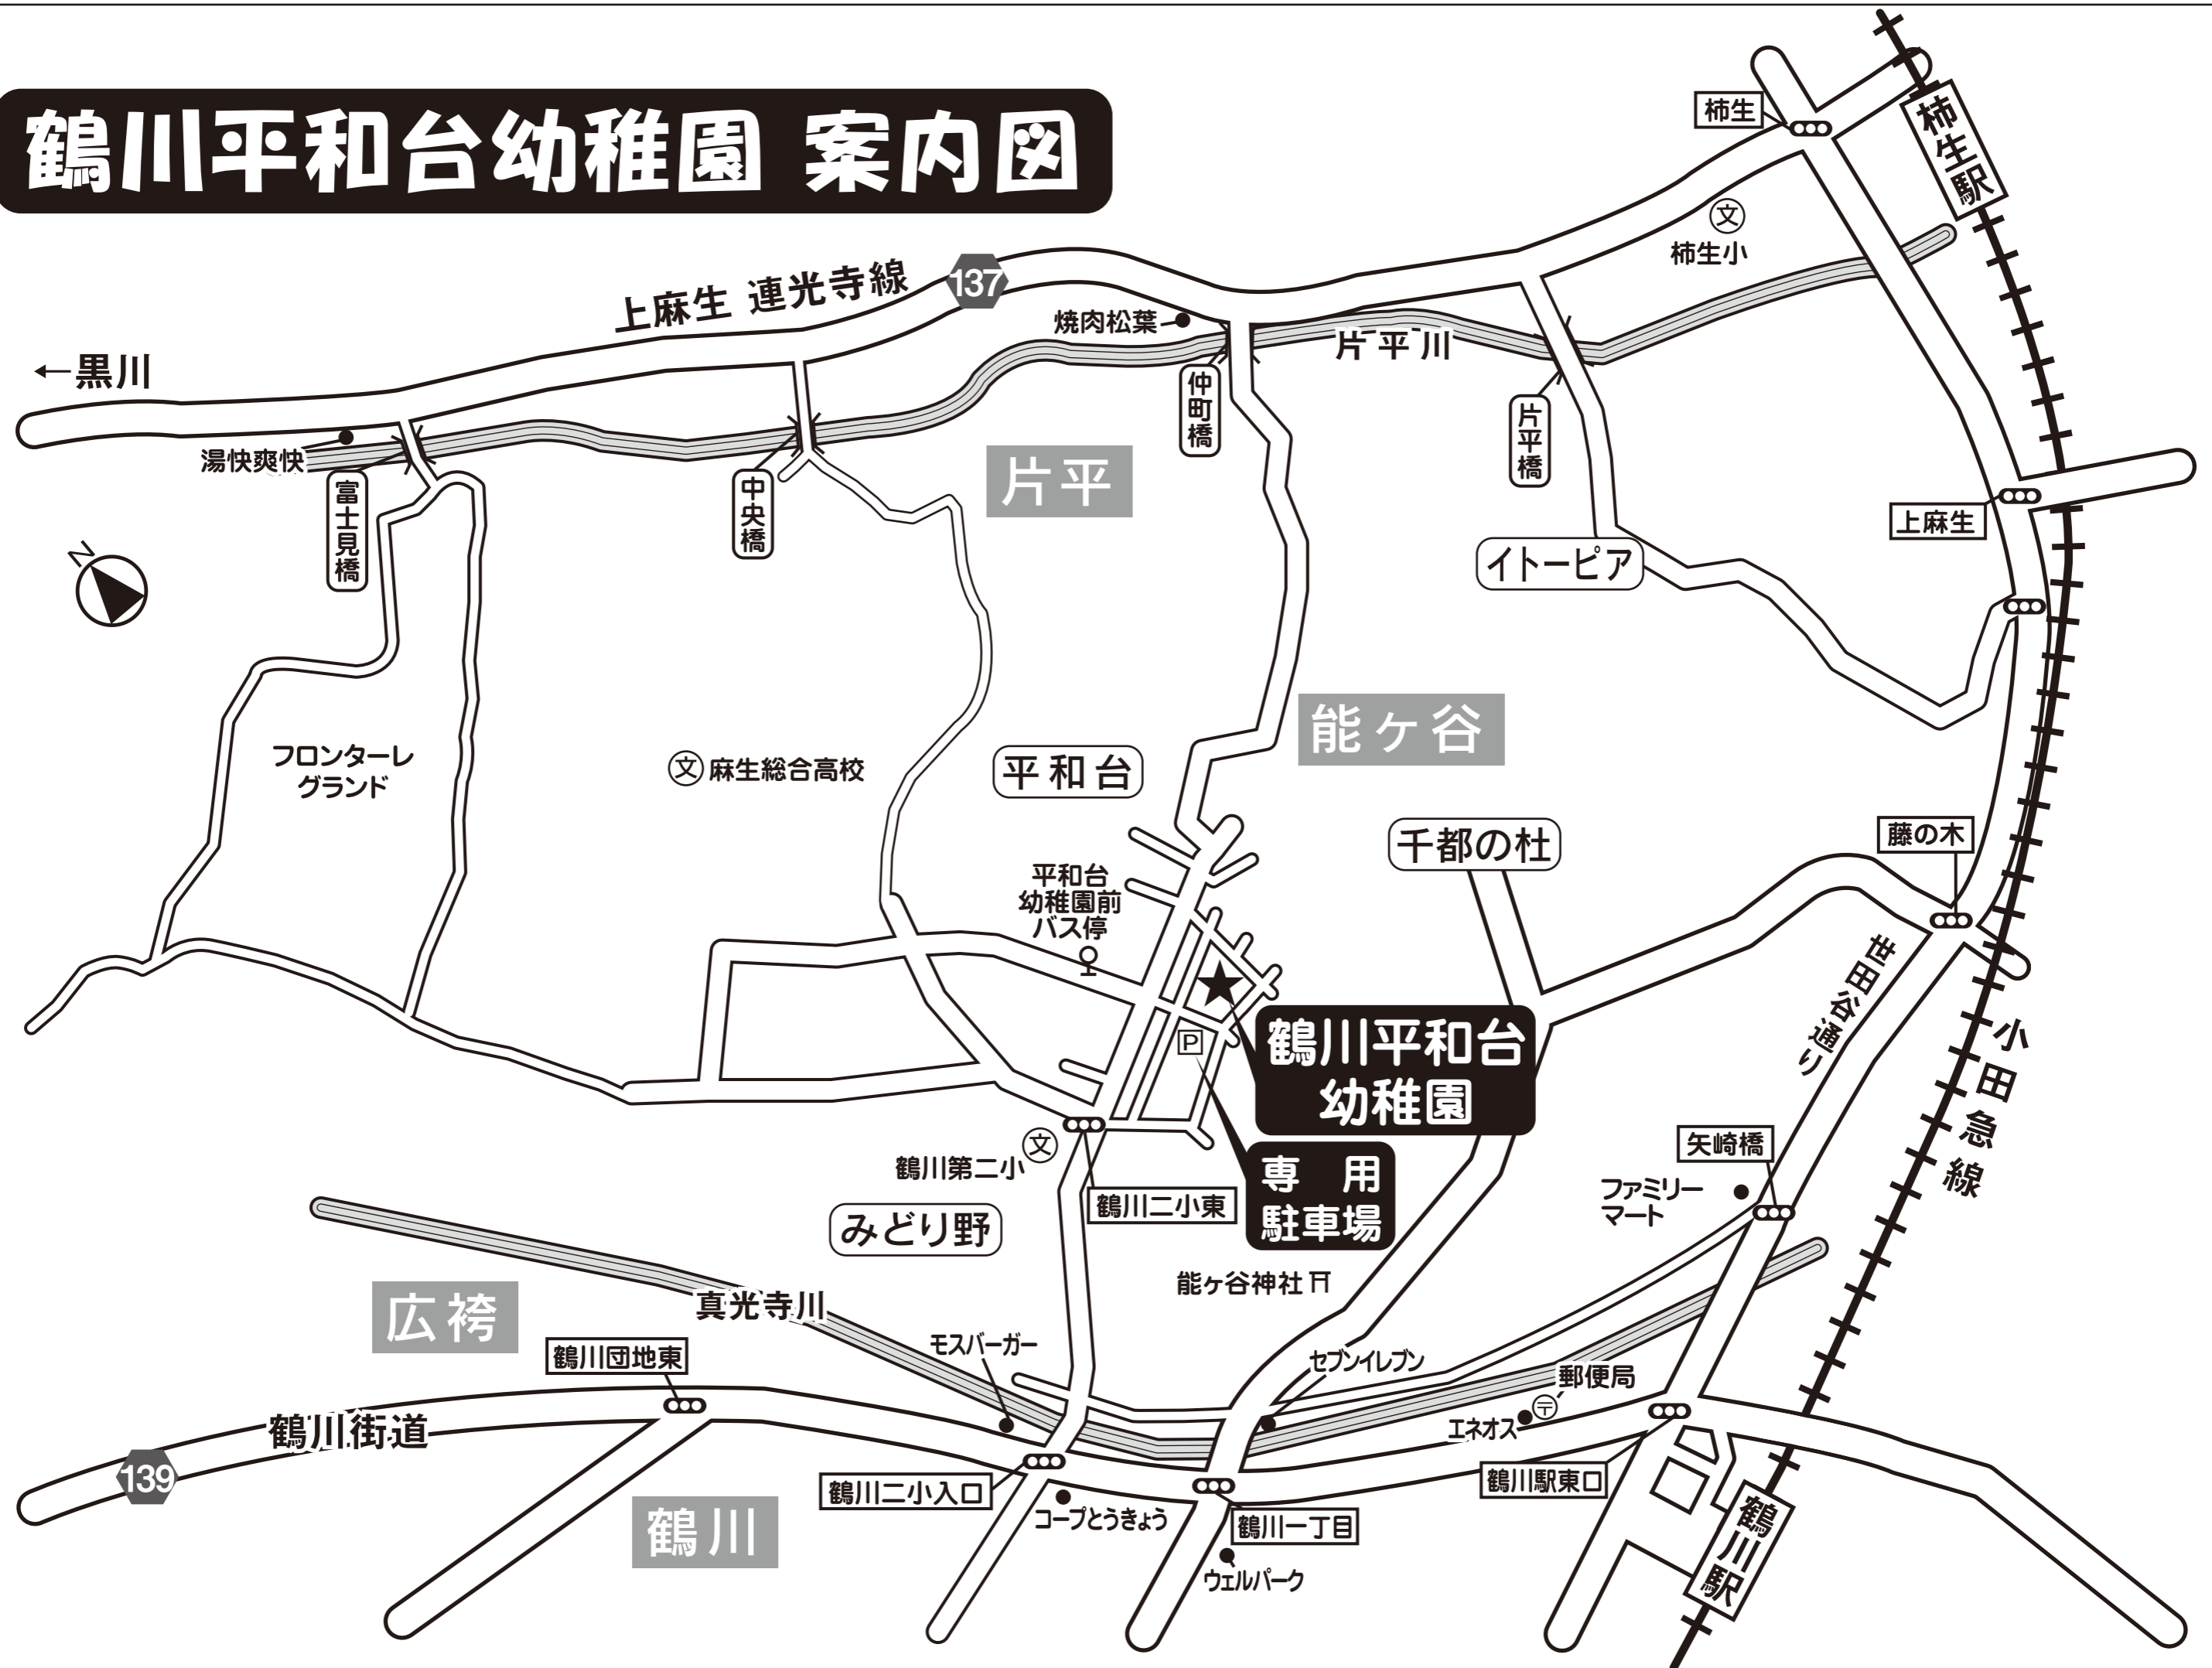 鶴川平和台幼稚園 案内図
柿生
柿生駅
文
柿生小
上麻生 連光寺線
137
焼肉松葉
片平川
←黒川
仲町橋
片平橋
湯快爽快
富士見橋
中央橋
片平
上麻生
N
イトーピア
能ヶ谷
フロンターレ
グランド
文 麻生総合高校
平和台
千都の杜
藤の木
平和台
幼稚園前
バス停
世田谷通り
小田急線
P
鶴川平和台
幼稚園
専 用
駐車場
矢崎橋
文
鶴川第二小
鶴川二小東
ファミリー
マート
みどり野
能ヶ谷神社
広袴
真光寺川
モスバーガー
鶴川団地東
セブンイレブン
郵便局
〒
エネオス
鶴川街道
139
鶴川二小入口
鶴川駅東口
コープとうきょう
鶴川一丁目
鶴川
ウェルパーク
鶴川駅